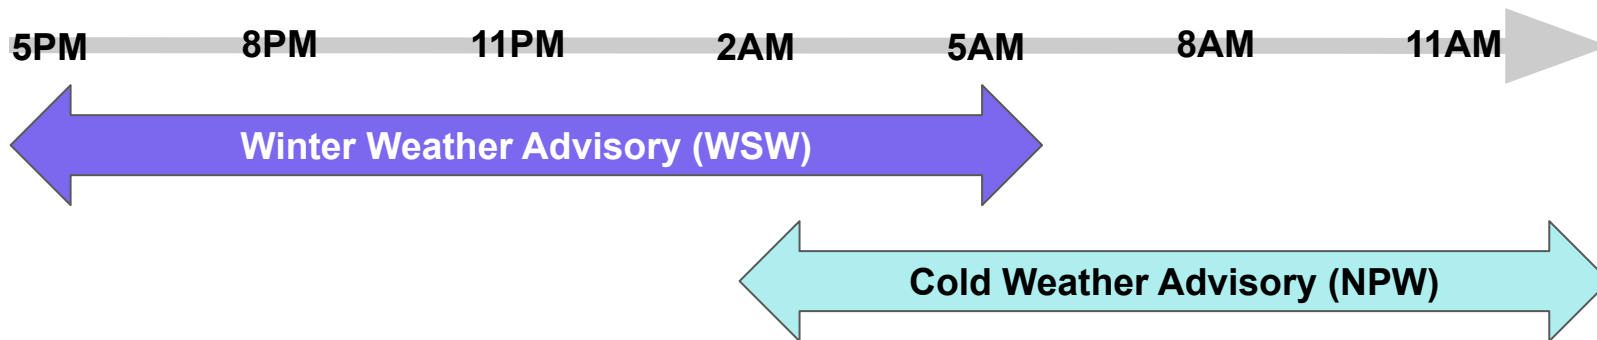 5PM 8PM 11PM 2AM 5AM 8AM 11AM
Winter Weather Advisory (WSW)
Cold Weather Advisory (NPW)